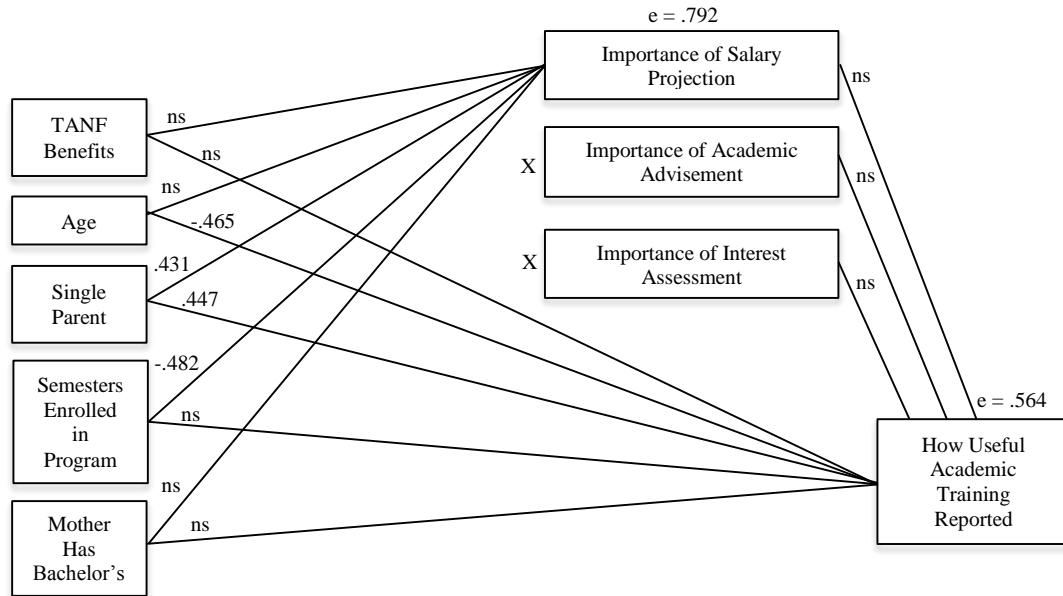 e = .792
Importance of Salary
Projection
ns
ns
TANF
Benefits
ns
X
Importance of Academic
Advisement
ns
ns
Age
-.465
X
Importance of Interest
Assessment
ns
.431
Single
Parent
.447
-.482
Semesters
Enrolled
in
Program
ns
e = .564
How Useful
Academic
Training
Reported
ns
ns
Mother
Has
Bachelor’s